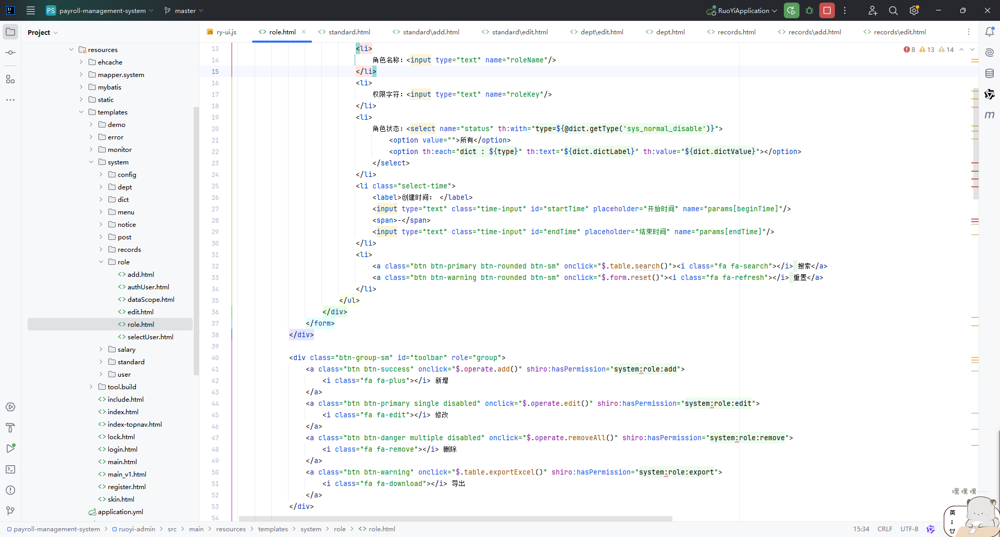 PS payroll-management-system master RuoYiApplication
Project
JS ry-ui.js <> role.html <> standard.html <> standard\add.html <> standard\edit.html <> dept\edit.html <> dept.html <> records.html <> records\add.html <> records\edit.html
8 13 14
resources
ehcache
mapper.system
mybatis
static
templates
demo
error
monitor
system
config
dept
dict
menu
notice
post
records
role
<> add.html
<> authUser.html
<> dataScope.html
<> edit.html
<> role.html
<> selectUser.html
salary
standard
user
tool.build
<> include.html
<> index.html
<> index-topnav.html
<> lock.html
<> login.html
<> main.html
<> main_v1.html
<> register.html
<> skin.html
application.yml
13 <li>
14 角色名称：<input type="text" name="roleName"/>
15 </li>
16 <li>
17 权限字符：<input type="text" name="roleKey"/>
18 </li>
19 <li>
20 角色状态：<select name="status" th:with="type=${@dict.getType('sys_normal_disable')}">
21 <option value="">所有</option>
22 <option th:each="dict : ${type}" th:text="${dict.dictLabel}" th:value="${dict.dictValue}"></option>
23 </select>
24 </li>
25 <li class="select-time">
26 <label>创建时间： </label>
27 <input type="text" class="time-input" id="startTime" placeholder="开始时间" name="params[beginTime]"/>
28 <span>-</span>
29 <input type="text" class="time-input" id="endTime" placeholder="结束时间" name="params[endTime]"/>
30 </li>
31 <li>
32 <a class="btn btn-primary btn-rounded btn-sm" onclick="$.table.search()"><i class="fa fa-search"></i> 搜索</a>
33 <a class="btn btn-warning btn-rounded btn-sm" onclick="$.form.reset()"><i class="fa fa-refresh"></i> 重置</a>
34 </li>
35 </ul>
36 </div>
37 </form>
38 </div>
39
40 <div class="btn-group-sm" id="toolbar" role="group">
41 <a class="btn btn-success" onclick="$.operate.add()" shiro:hasPermission="system:role:add">
42 <i class="fa fa-plus"></i> 新增
43 </a>
44 <a class="btn btn-primary single disabled" onclick="$.operate.edit()" shiro:hasPermission="system:role:edit">
45 <i class="fa fa-edit"></i> 修改
46 </a>
47 <a class="btn btn-danger multiple disabled" onclick="$.operate.removeAll()" shiro:hasPermission="system:role:remove">
48 <i class="fa fa-remove"></i> 删除
49 </a>
50 <a class="btn btn-warning" onclick="$.table.exportExcel()" shiro:hasPermission="system:role:export">
51 <i class="fa fa-download"></i> 导出
52 </a>
53 </div>
54
m
嘿 嘿 嘿······
英
;
payroll-management-system > ruoyi-admin > src > main > resources > templates > system > role > <> role.html
15:34 CRLF UTF-8